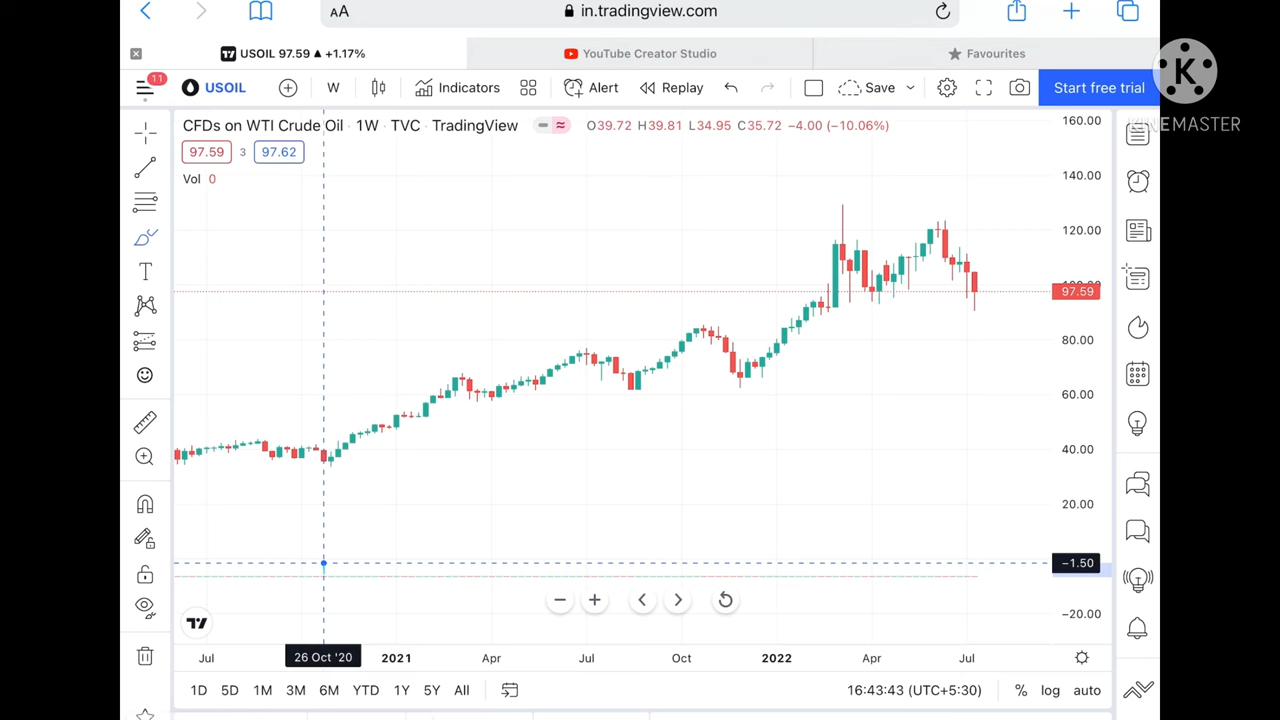 AA
in.tradingview.com
USOIL 97.59 ▲ +1.17%
YouTube Creator Studio
Favourites
K
KINEMASTER
11
USOIL
W
Indicators
Alert
Replay
Save
Start free trial
CFDs on WTI Crude Oil · 1W · TVC · TradingView
O39.72 H39.81 L34.95 C35.72 −4.00 (−10.06%)
97.59
3
97.62
Vol 0
160.00
140.00
120.00
97.59
80.00
60.00
40.00
20.00
−1.50
−20.00
Jul
26 Oct '20
2021
Apr
Jul
Oct
2022
Apr
Jul
1D
5D
1M
3M
6M
YTD
1Y
5Y
All
16:43:43 (UTC+5:30)
%
log
auto